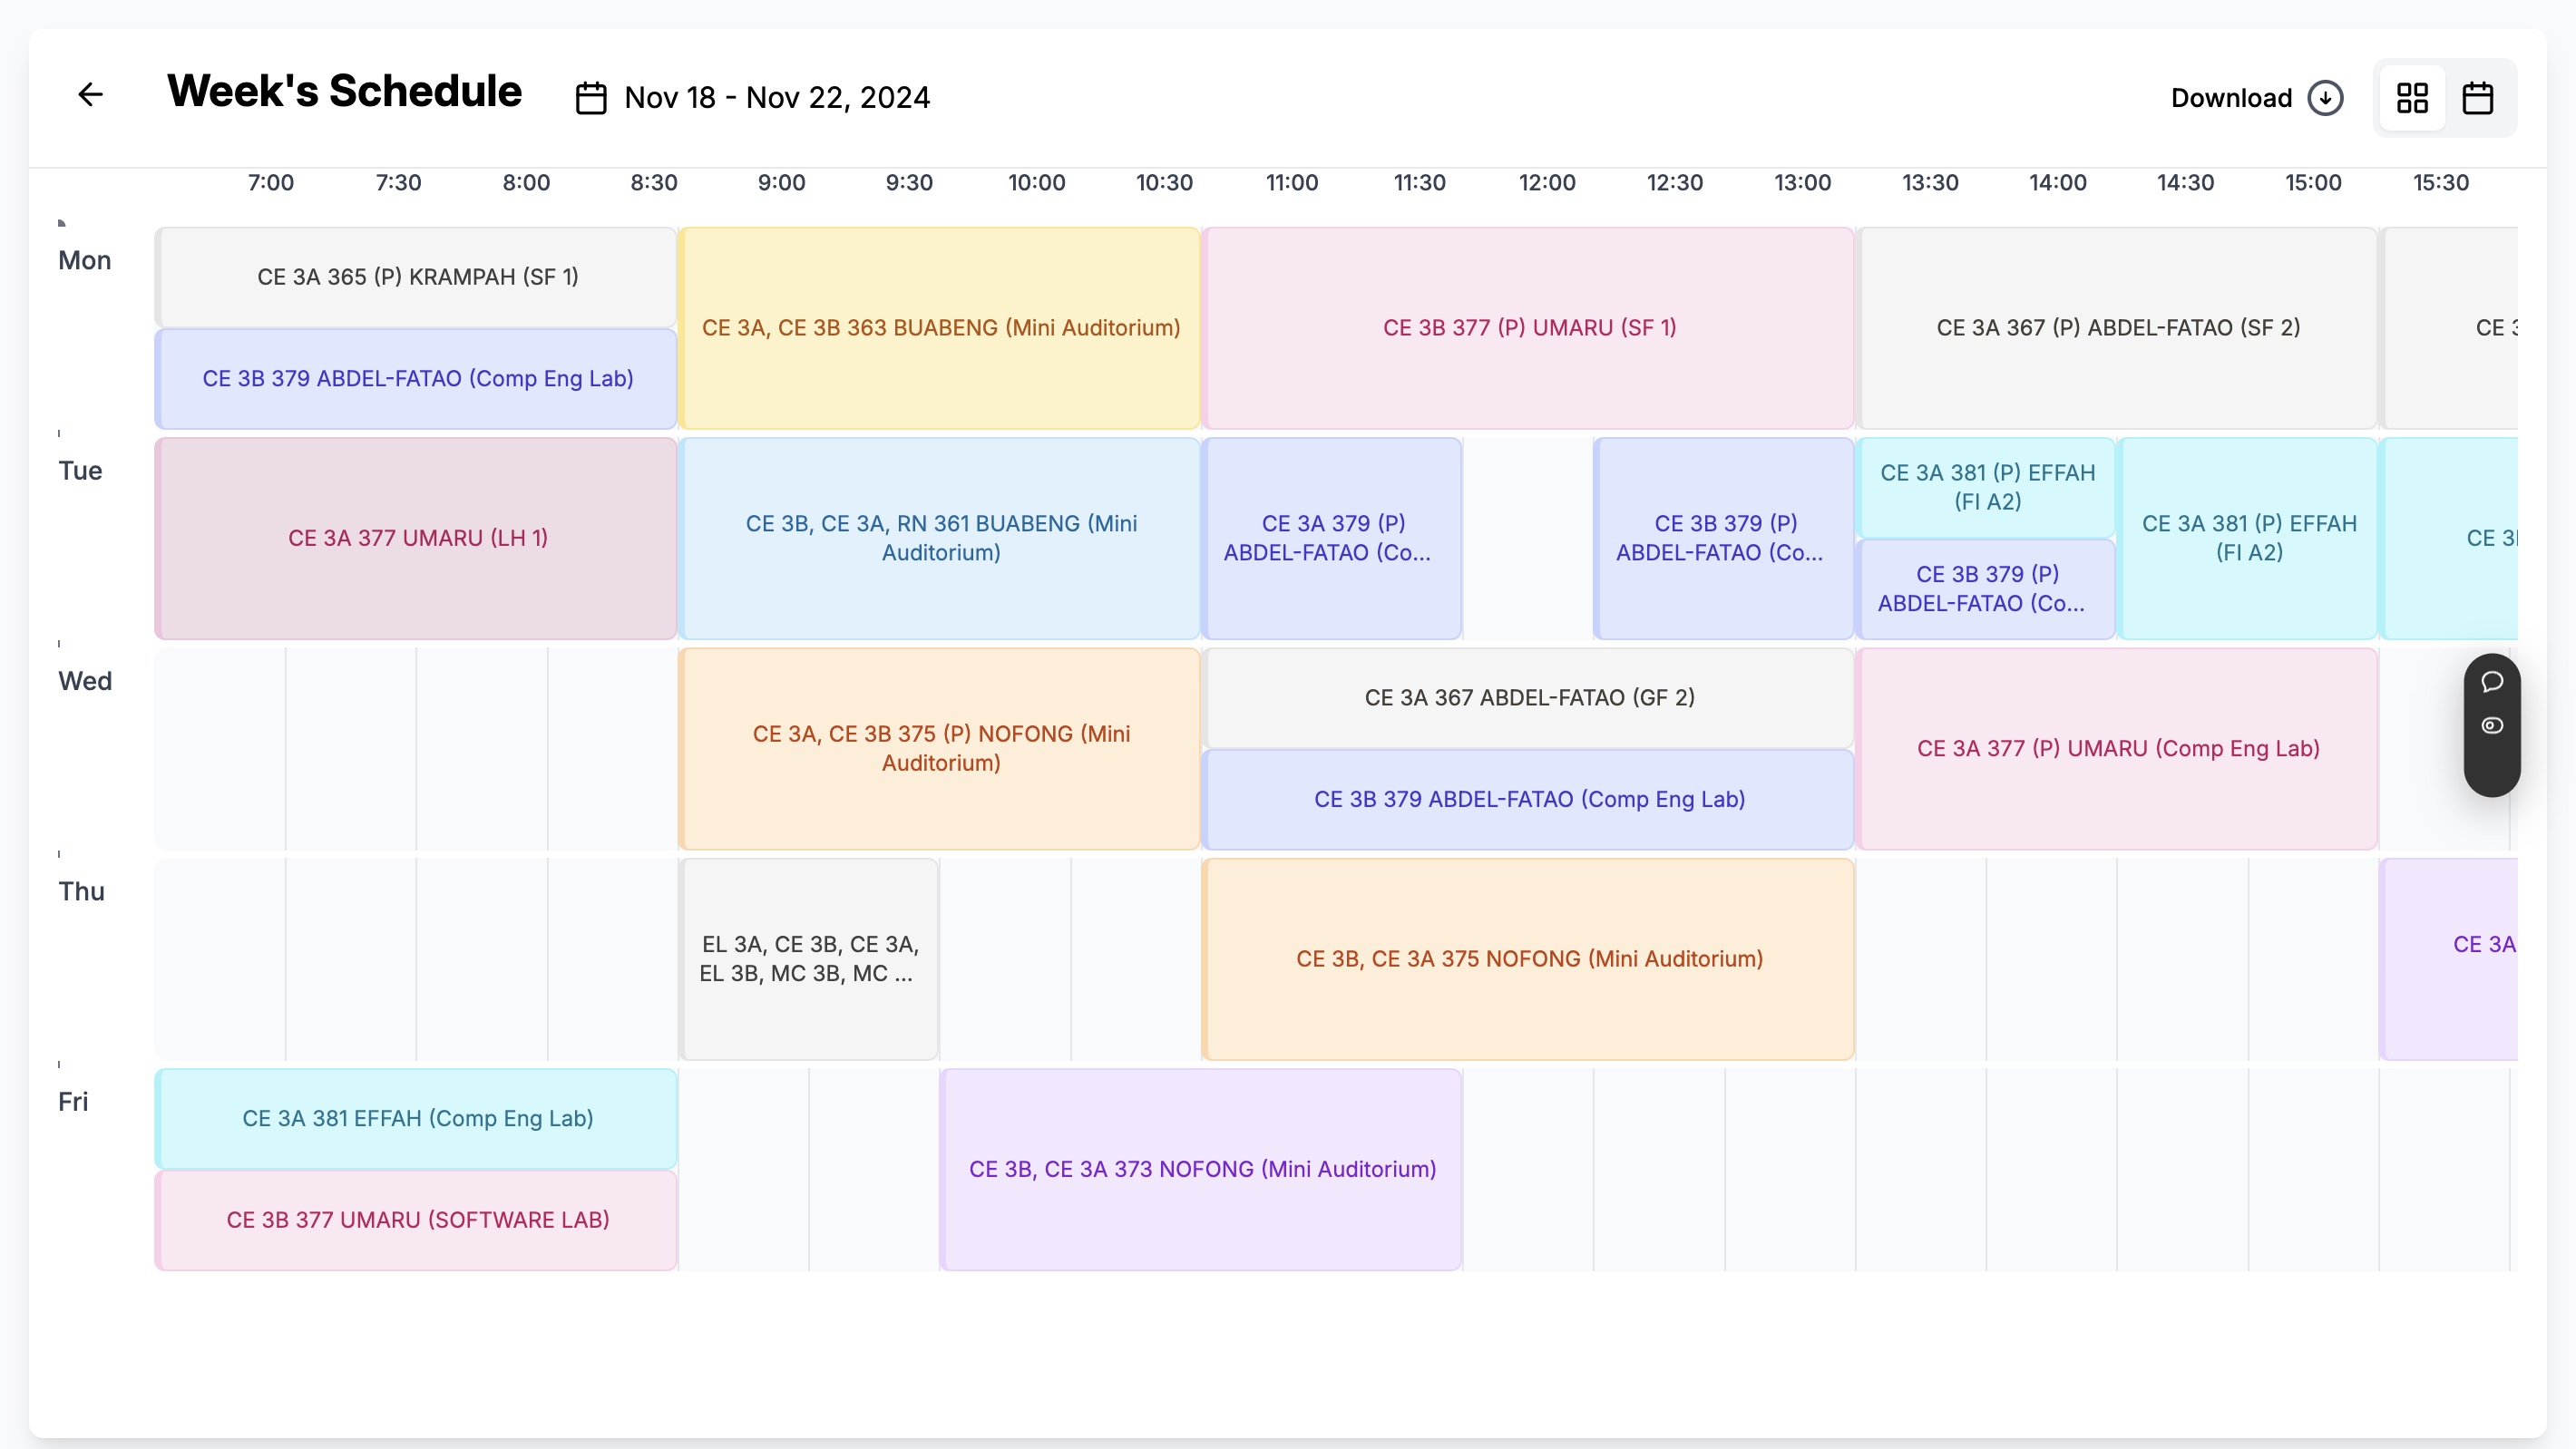 Week's Schedule
Nov 18 - Nov 22, 2024
Download
7:00 7:30 8:00 8:30 9:00 9:30 10:00 10:30 11:00 11:30 12:00 12:30 13:00 13:30 14:00 14:30 15:00 15:30
Mon
CE 3A 365 (P) KRAMPAH (SF 1)
CE 3B 379 ABDEL-FATAO (Comp Eng Lab)
CE 3A, CE 3B 363 BUABENG (Mini Auditorium)
CE 3B 377 (P) UMARU (SF 1)
CE 3A 367 (P) ABDEL-FATAO (SF 2)
CE
Tue
CE 3A 377 UMARU (LH 1)
CE 3B, CE 3A, RN 361 BUABENG (Mini
Auditorium)
CE 3A 379 (P)
ABDEL-FATAO (Co...
CE 3B 379 (P)
ABDEL-FATAO (Co...
CE 3A 381 (P) EFFAH
(FI A2)
CE 3B 379 (P)
ABDEL-FATAO (Co...
CE 3A 381 (P) EFFAH
(FI A2)
CE
Wed
CE 3A, CE 3B 375 (P) NOFONG (Mini
Auditorium)
CE 3A 367 ABDEL-FATAO (GF 2)
CE 3B 379 ABDEL-FATAO (Comp Eng Lab)
CE 3A 377 (P) UMARU (Comp Eng Lab)
Thu
EL 3A, CE 3B, CE 3A,
EL 3B, MC 3B, MC ...
CE 3B, CE 3A 375 NOFONG (Mini Auditorium)
CE 3A
Fri
CE 3A 381 EFFAH (Comp Eng Lab)
CE 3B 377 UMARU (SOFTWARE LAB)
CE 3B, CE 3A 373 NOFONG (Mini Auditorium)